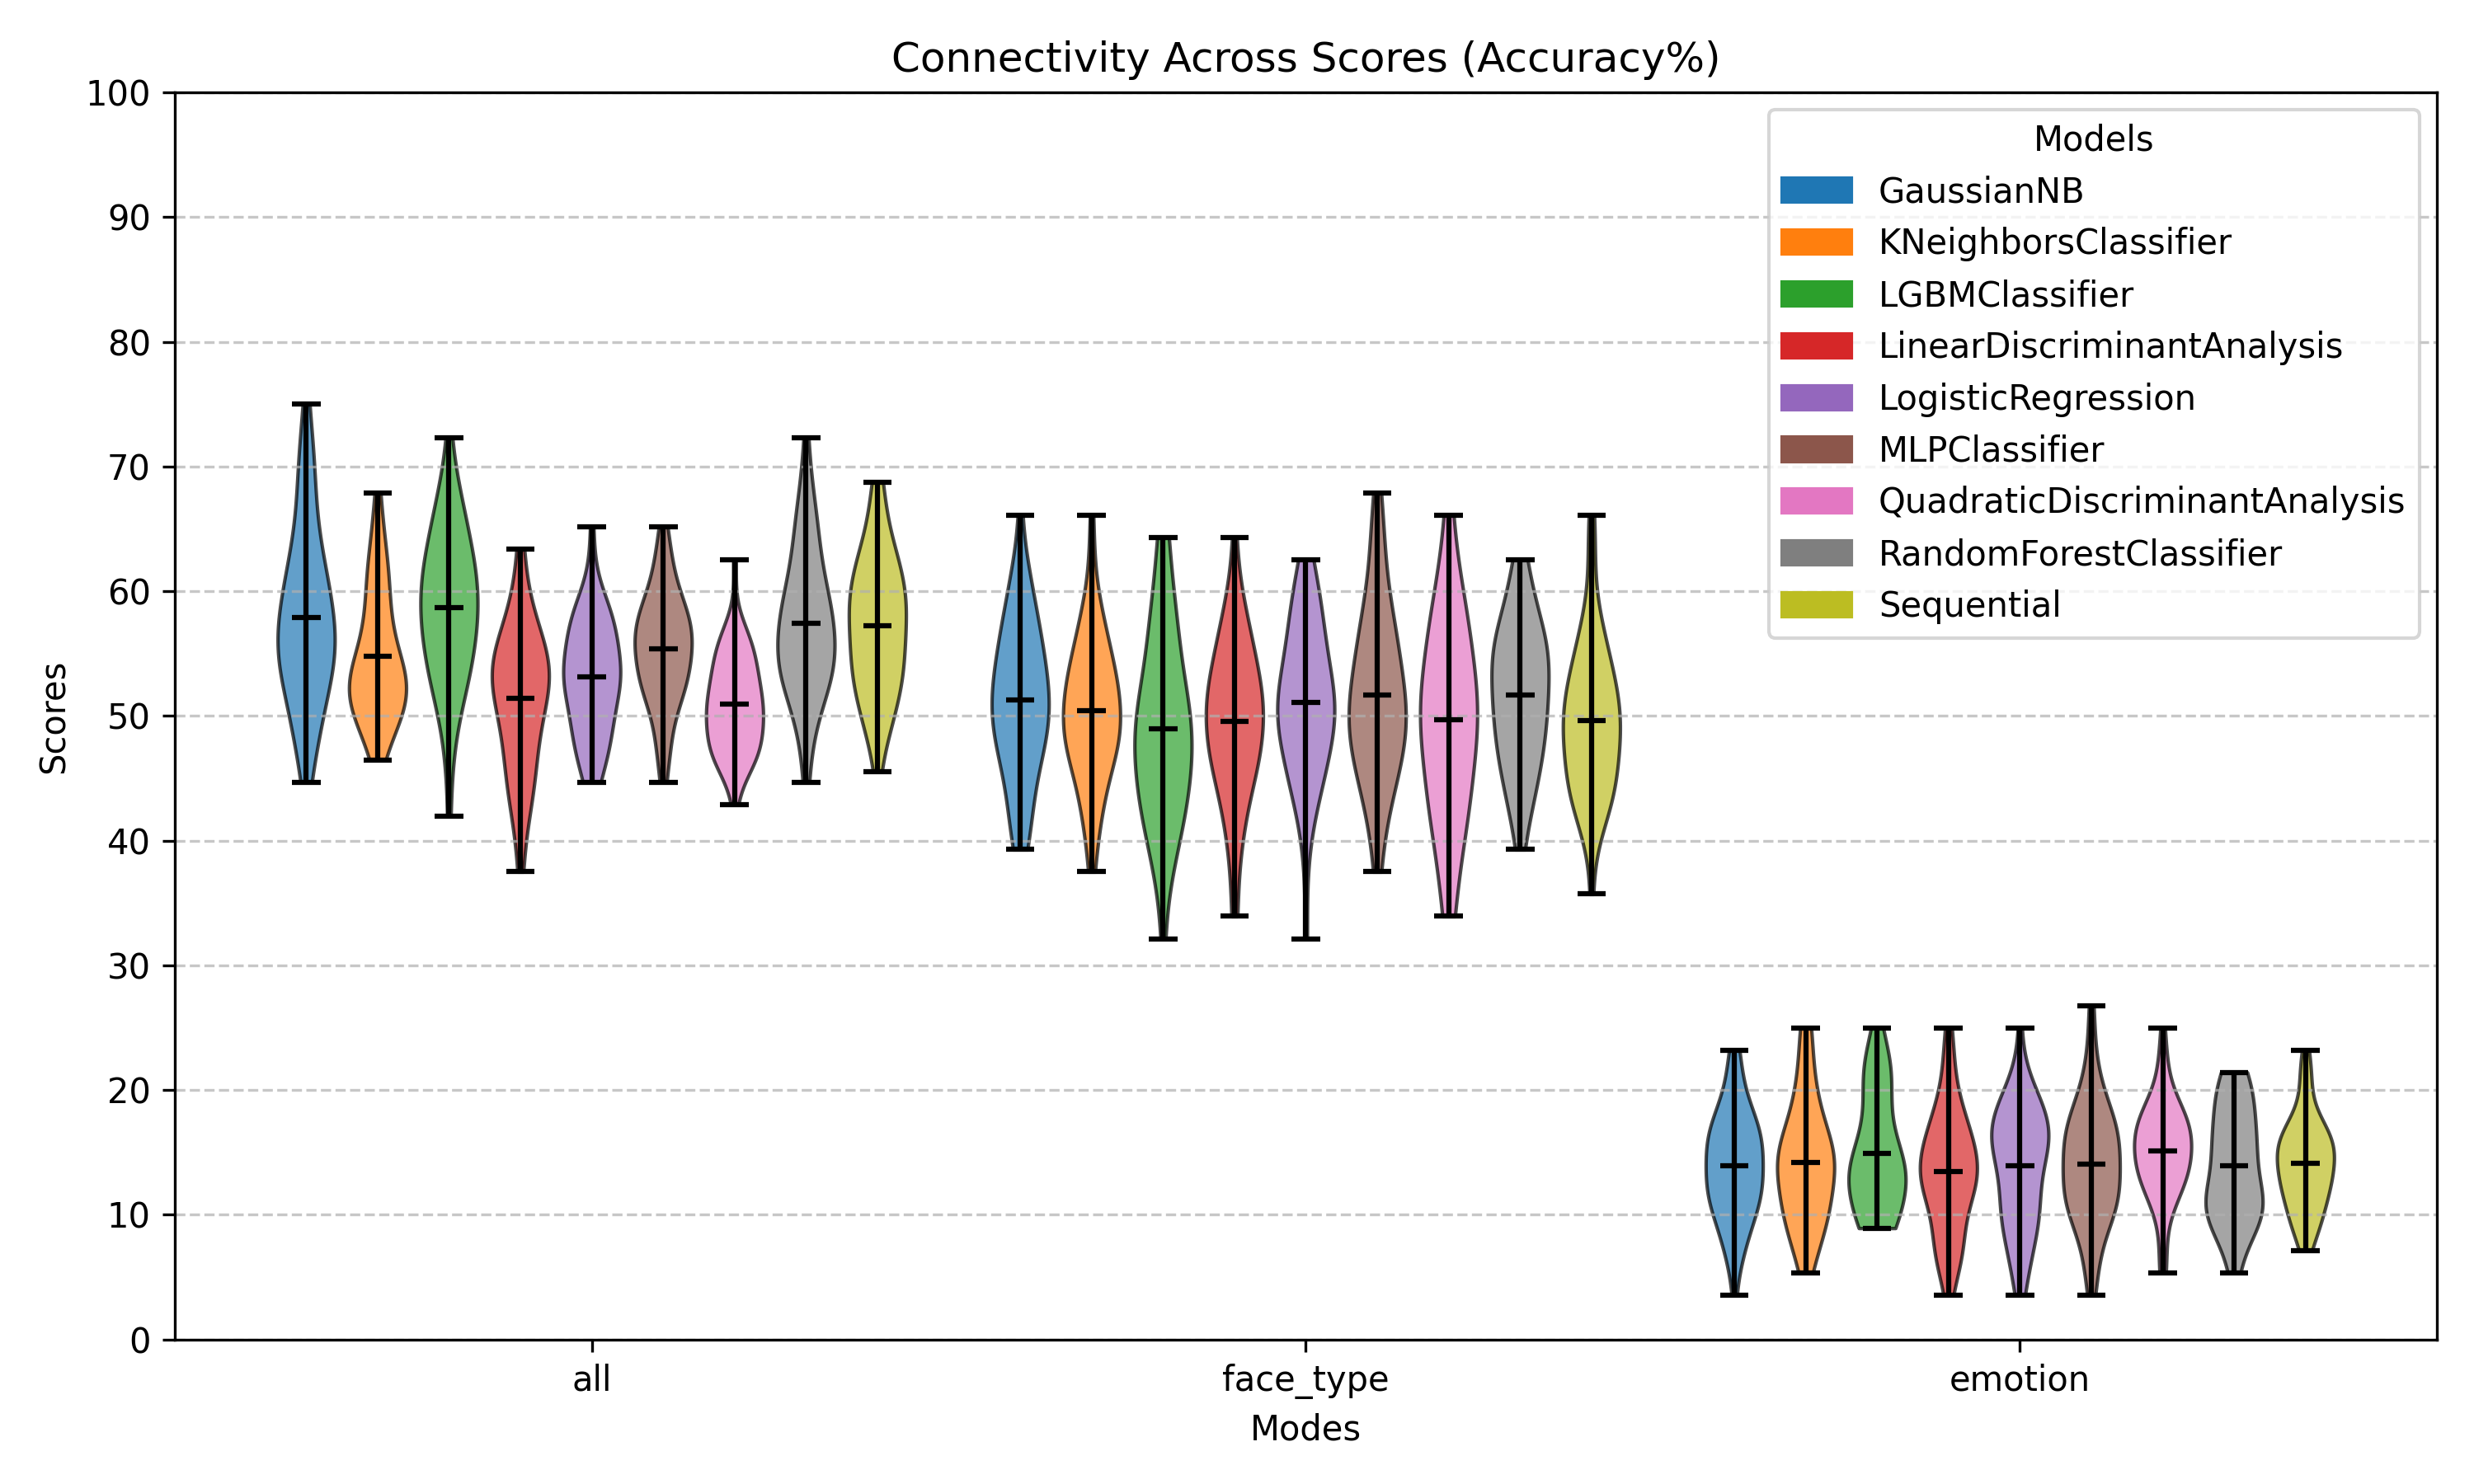 Connectivity Across Scores (Accuracy%)
100
90
80
70
60
50
40
30
20
10
0
Scores
Models
GaussianNB
KNeighborsClassifier
LGBMClassifier
LinearDiscriminantAnalysis
LogisticRegression
MLPClassifier
QuadraticDiscriminantAnalysis
RandomForestClassifier
Sequential
all
face_type
emotion
Modes